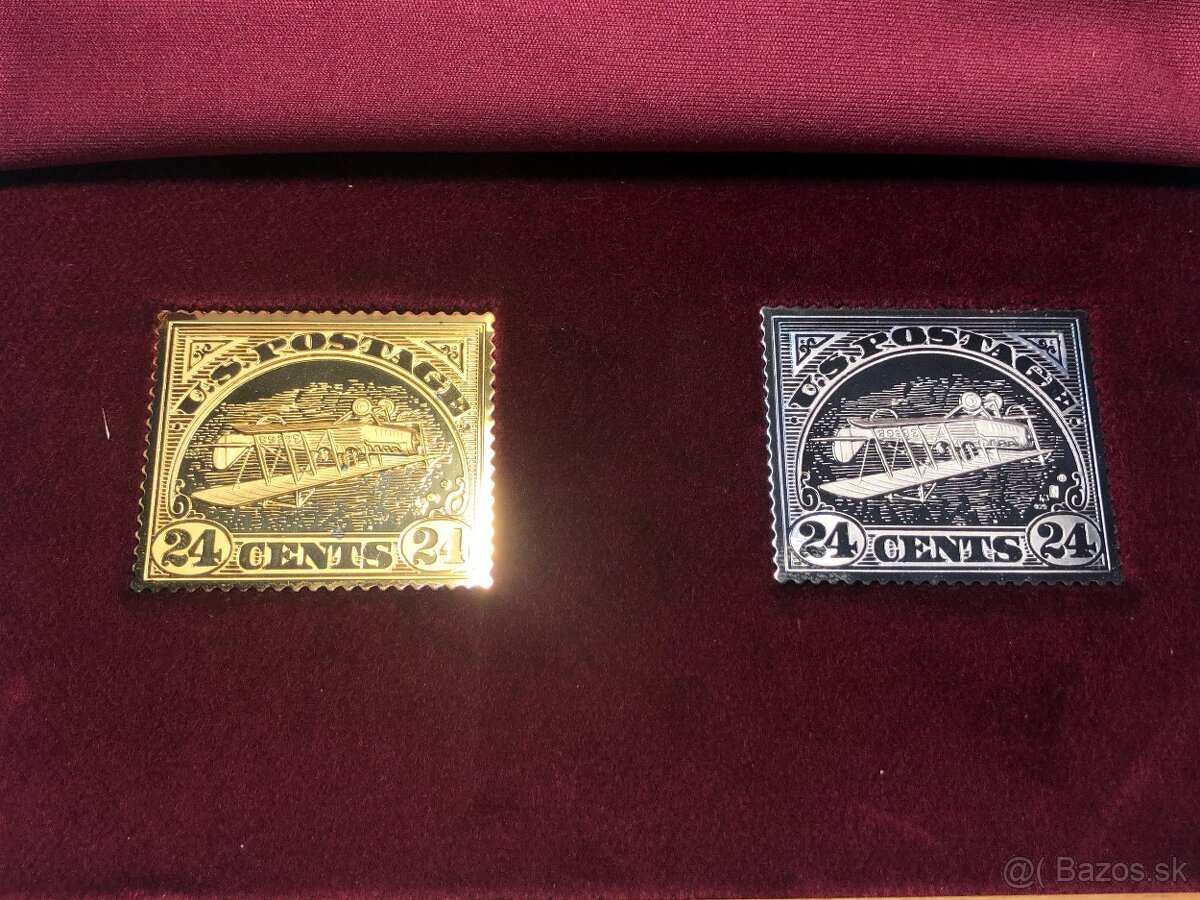 U.S. POSTAGE
24 CENTS 24
U.S. POSTAGE
24 CENTS 24
@( Bazos.sk